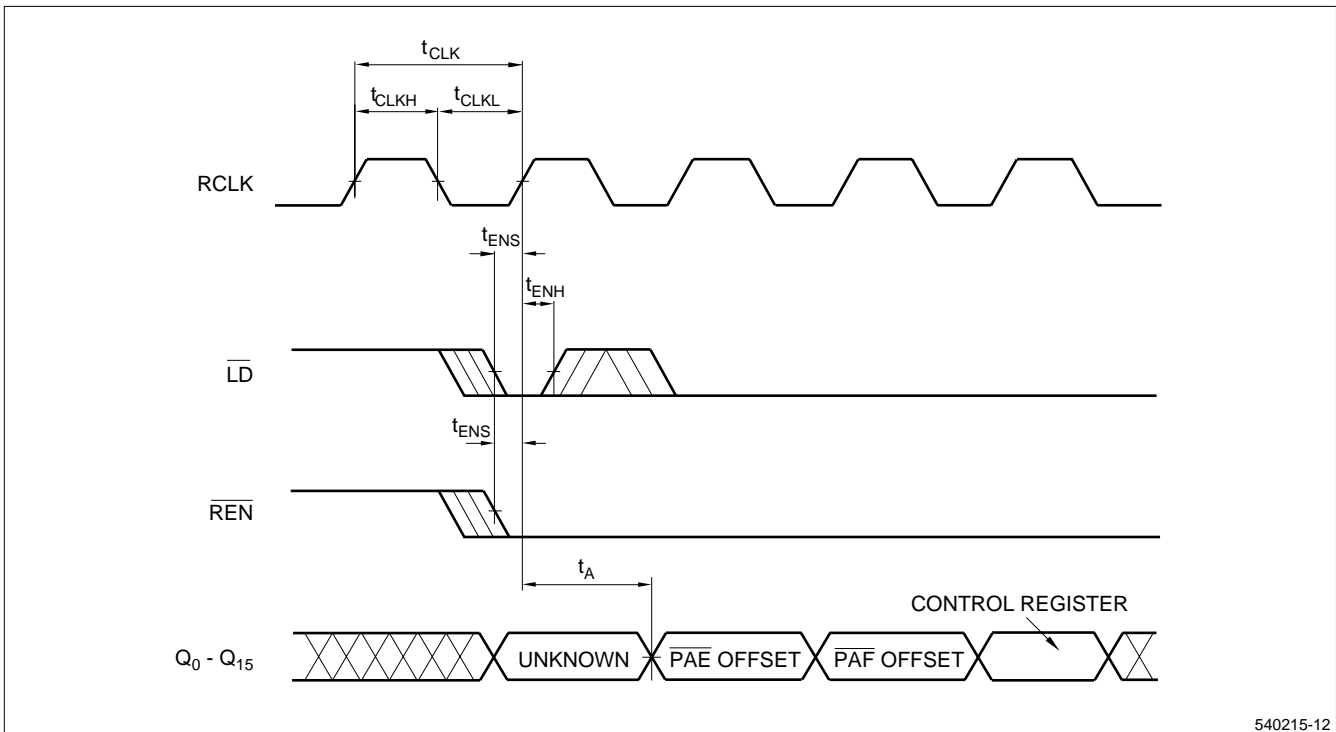 tCLK
tCLKH tCLKL
RCLK
tENS
tENH
LD
tENS
REN
tA
CONTROL REGISTER
Q0 - Q15 UNKNOWN PAE OFFSET PAF OFFSET
540215-12